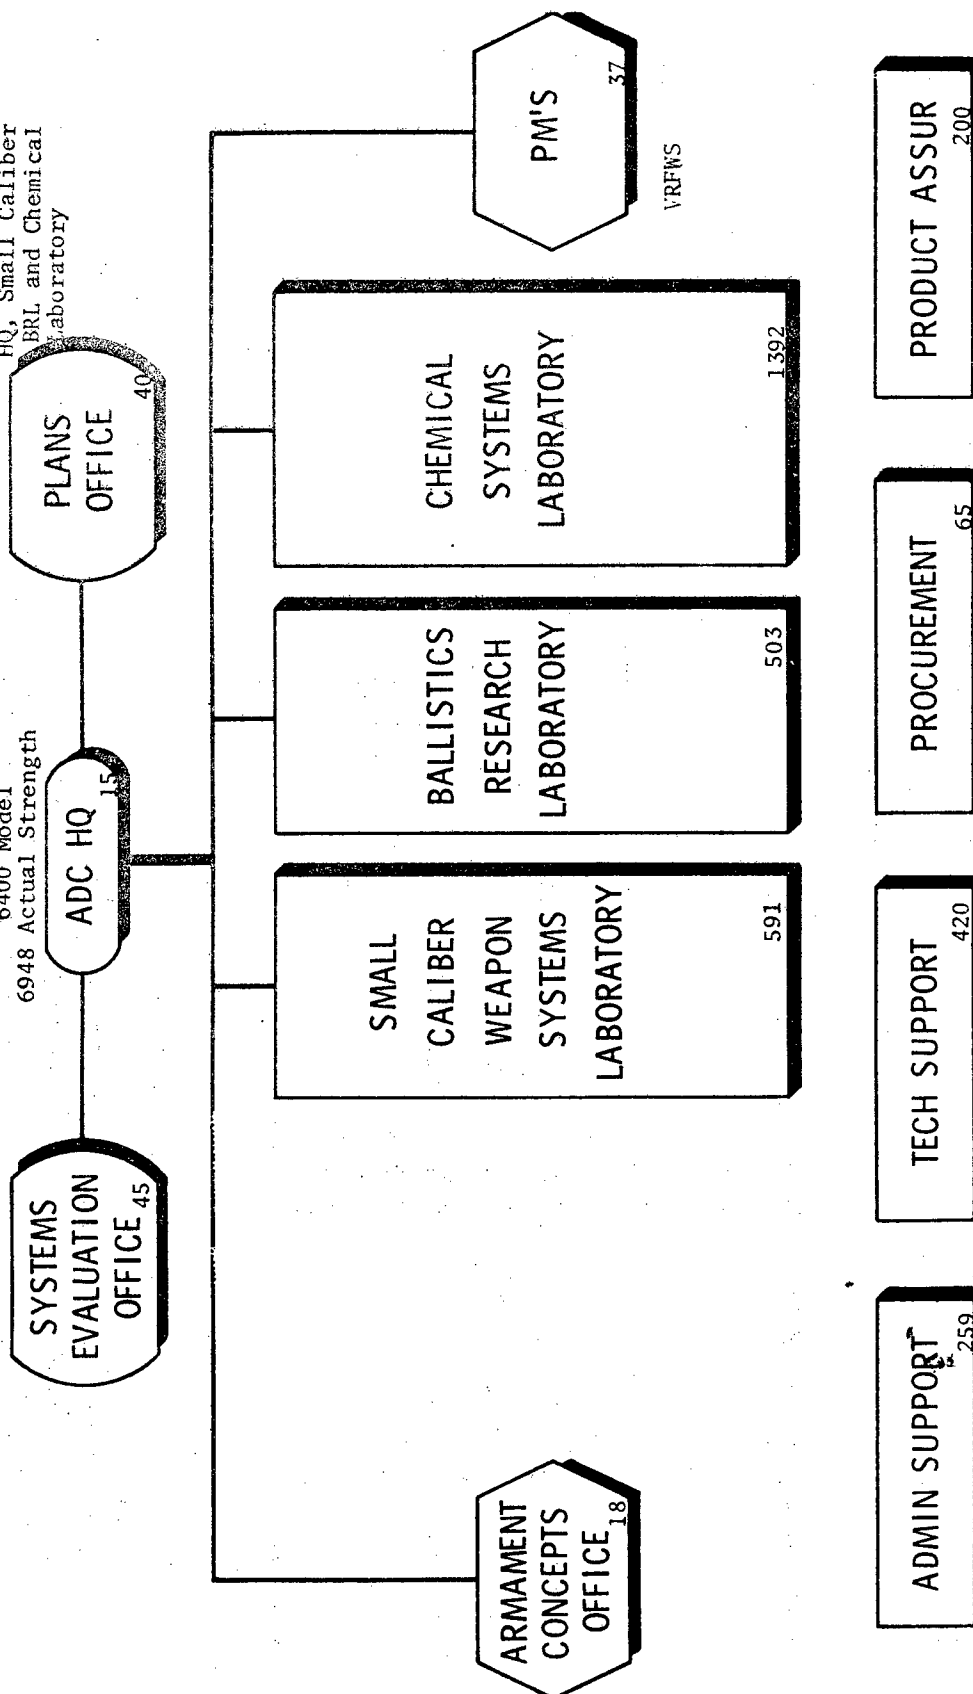 HQ, Small Caliber
BRL and Chemical
Laboratory
6400 Model
6948 Actual Strength
SYSTEMS
EVALUATION
OFFICE
45
ADC HQ
15
PLANS
OFFICE
40
ARMAMENT
CONCEPTS
OFFICE
18
SMALL
CALIBER
WEAPON
SYSTEMS
LABORATORY
591
BALLISTICS
RESEARCH
LABORATORY
503
CHEMICAL
SYSTEMS
LABORATORY
1392
PM'S
37
VRFWS
ADMIN SUPPORT
259
TECH SUPPORT
420
PROCUREMENT
65
PRODUCT ASSUR
200